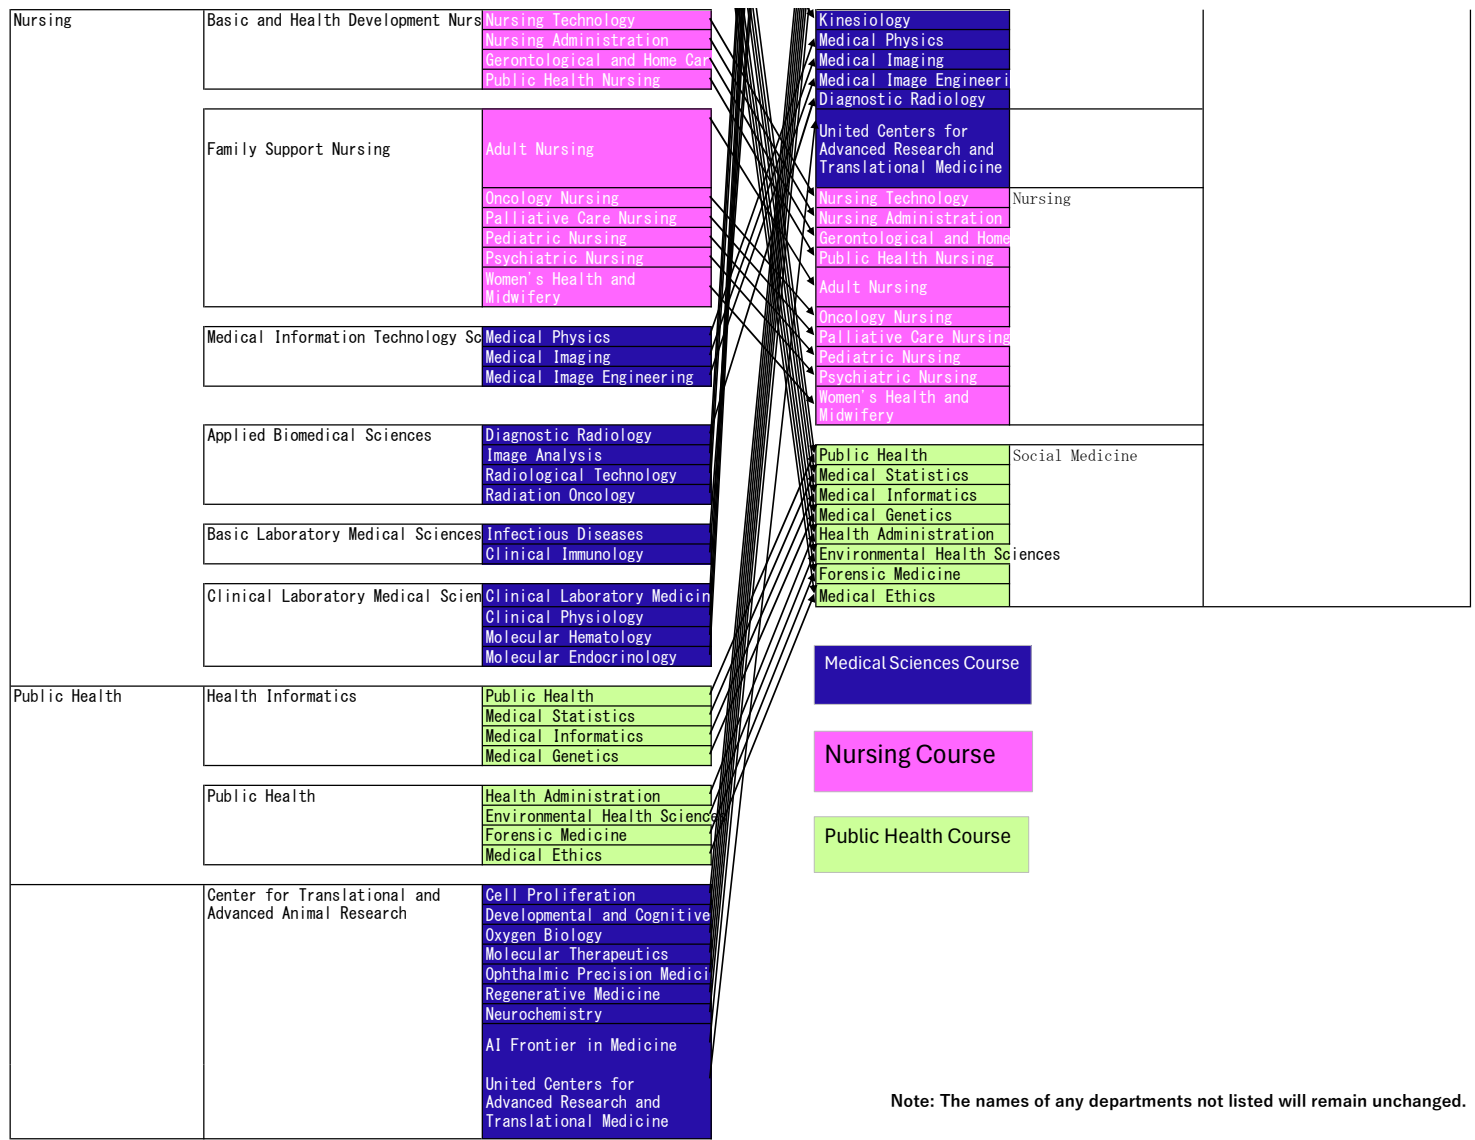 Nursing
Basic and Health Development Nurs
Nursing Technology
Nursing Administration
Gerontological and Home Car
Public Health Nursing
Family Support Nursing
Adult Nursing
Oncology Nursing
Palliative Care Nursing
Pediatric Nursing
Psychiatric Nursing
Women's Health and
Midwifery
Medical Information Technology Sc
Medical Physics
Medical Imaging
Medical Image Engineering
Applied Biomedical Sciences
Diagnostic Radiology
Image Analysis
Radiological Technology
Radiation Oncology
Basic Laboratory Medical Sciences
Infectious Diseases
Clinical Immunology
Clinical Laboratory Medical Scien
Clinical Laboratory Medicin
Clinical Physiology
Molecular Hematology
Molecular Endocrinology
Public Health
Health Informatics
Public Health
Medical Statistics
Medical Informatics
Medical Genetics
Public Health
Health Administration
Environmental Health Sciences
Forensic Medicine
Medical Ethics
Center for Translational and
Advanced Animal Research
Cell Proliferation
Developmental and Cognitive
Oxygen Biology
Molecular Therapeutics
Ophthalmic Precision Medici
Regenerative Medicine
Neurochemistry
AI Frontier in Medicine
United Centers for
Advanced Research and
Translational Medicine
Kinesiology
Medical Physics
Medical Imaging
Medical Image Engineeri
Diagnostic Radiology
United Centers for
Advanced Research and
Translational Medicine
Nursing Technology
Nursing
Nursing Administration
Gerontological and Home
Public Health Nursing
Adult Nursing
Oncology Nursing
Palliative Care Nursing
Pediatric Nursing
Psychiatric Nursing
Women's Health and
Midwifery
Public Health
Social Medicine
Medical Statistics
Medical Informatics
Medical Genetics
Health Administration
Environmental Health Sciences
Forensic Medicine
Medical Ethics
Medical Sciences Course
Nursing Course
Public Health Course
Note: The names of any departments not listed will remain unchanged.